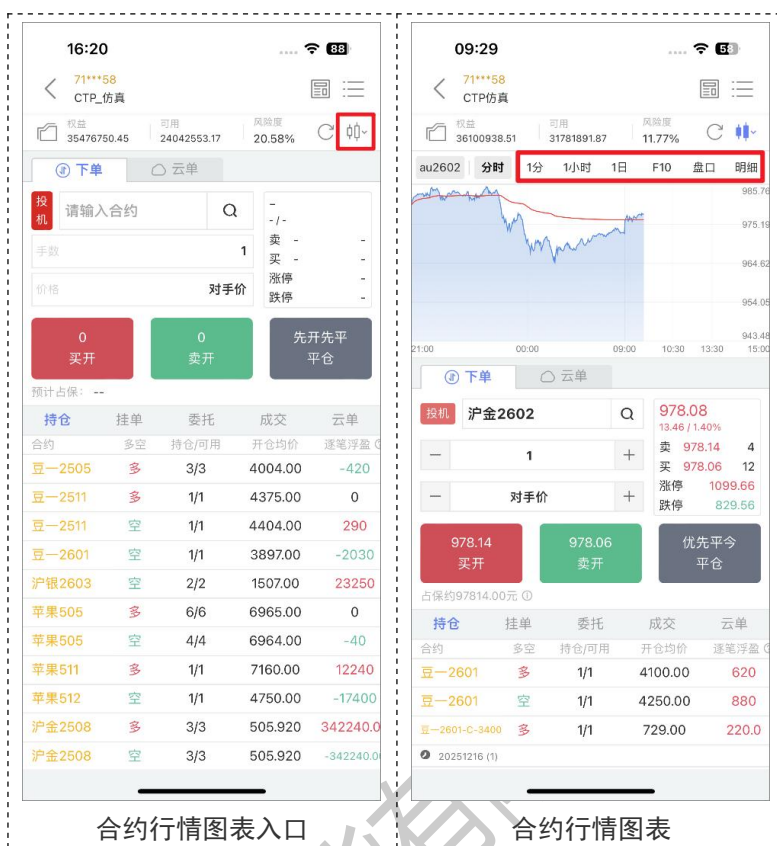 16:20
88
71***58
CTP_仿真
权益
35476750.45
可用
24042553.17
风险度
20.58%
下单
云单
投机
请输入合约
手数
1
价格
对手价
-
-/-
卖 - -
买 - -
涨停 -
跌停 -
0
买开
0
卖开
先开先平
平仓
预计占保: --
持仓 挂单 委托 成交 云单
合约 多空 持仓/可用 开仓均价 逐笔浮盈
豆一2505 多 3/3 4004.00 -420
豆一2511 多 1/1 4375.00 0
豆一2511 空 1/1 4404.00 290
豆一2601 空 1/1 3897.00 -2030
沪银2603 空 2/2 1507.00 23250
苹果505 多 6/6 6965.00 0
苹果505 空 4/4 6964.00 -40
苹果511 多 1/1 7160.00 12240
苹果512 空 1/1 4750.00 -17400
沪金2508 多 3/3 505.920 342240.0
沪金2508 空 3/3 505.920 -342240.0
合约行情图表入口
09:29
58
71***58
CTP仿真
权益
36100938.51
可用
31781891.87
风险度
11.77%
au2602 分时 1分 1小时 1日 F10 盘口 明细
985.76
975.19
964.62
954.05
943.48
21:00 00:00 09:00 10:30 13:30 15:00
下单
云单
投机
沪金2602
— 1 +
— 对手价 +
978.08
13.46 / 1.40%
卖 978.14 4
买 978.06 12
涨停 1099.66
跌停 829.56
978.14
买开
978.06
卖开
优先平今
平仓
占保约97814.00元
持仓 挂单 委托 成交 云单
合约 多空 持仓/可用 开仓均价 逐笔浮盈
豆一2601 多 1/1 4100.00 620
豆一2601 空 1/1 4250.00 880
豆一2601-C-3400 多 1/1 729.00 220.0
20251216 (1)
合约行情图表